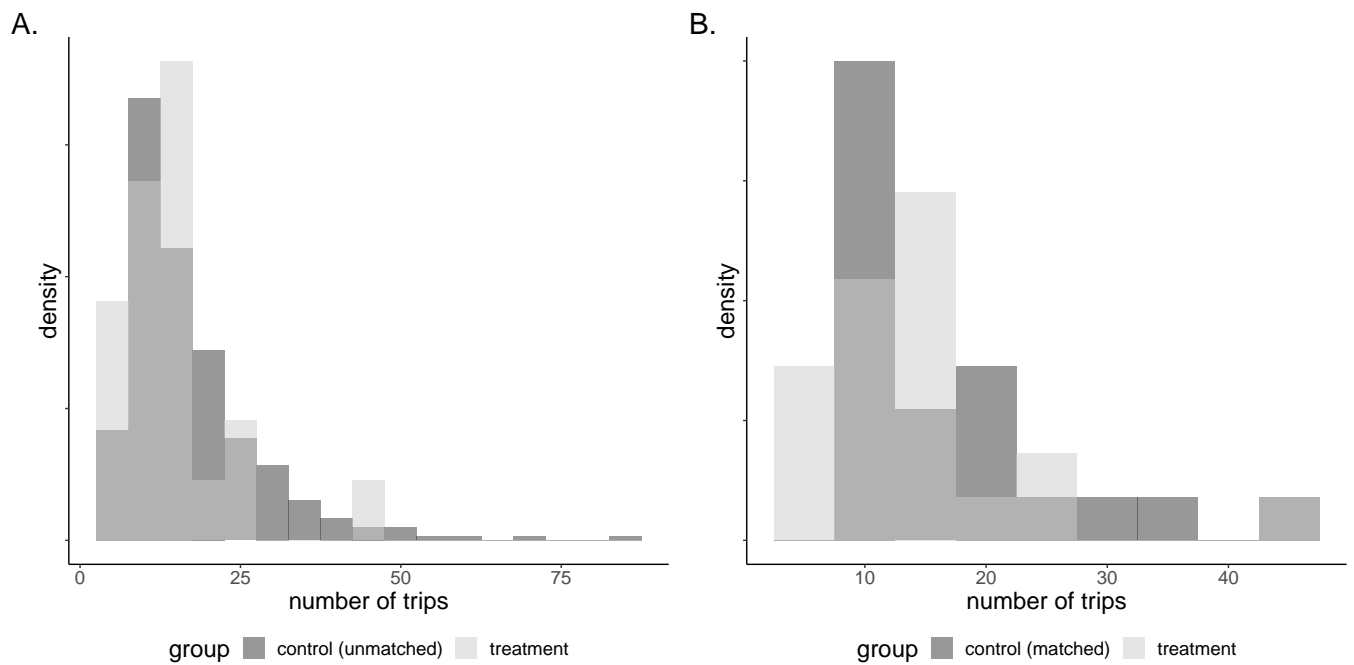 A.
density
0 25 50 75
number of trips
group control (unmatched) treatment
B.
density
10 20 30 40
number of trips
group control (matched) treatment